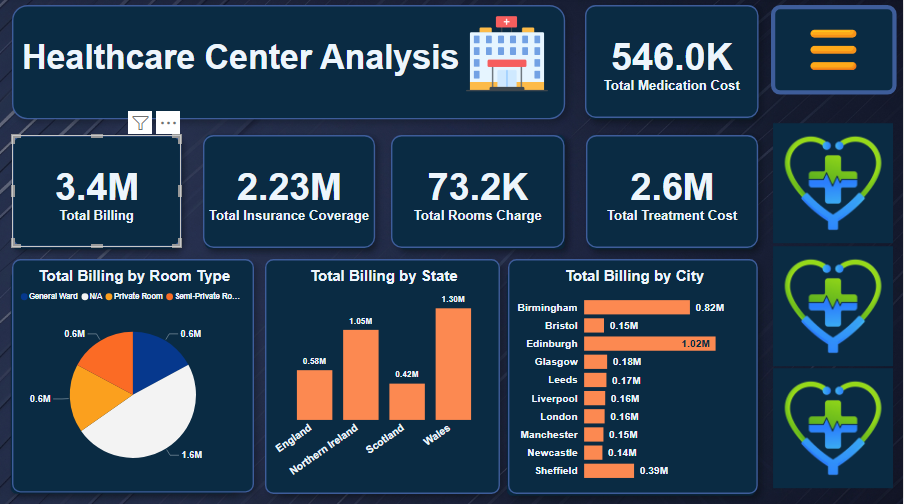 Healthcare Center Analysis
546.0K
Total Medication Cost
3.4M
Total Billing
2.23M
Total Insurance Coverage
73.2K
Total Rooms Charge
2.6M
Total Treatment Cost
Total Billing by Room Type
General Ward N/A Private Room Semi-Private Ro...
0.6M
0.6M
0.6M
1.6M
Total Billing by State
1.30M
1.05M
0.58M
0.42M
England
Northern Ireland
Scotland
Wales
Total Billing by City
Birmingham 0.82M
Bristol 0.15M
Edinburgh 1.02M
Glasgow 0.18M
Leeds 0.17M
Liverpool 0.16M
London 0.16M
Manchester 0.15M
Newcastle 0.14M
Sheffield 0.39M